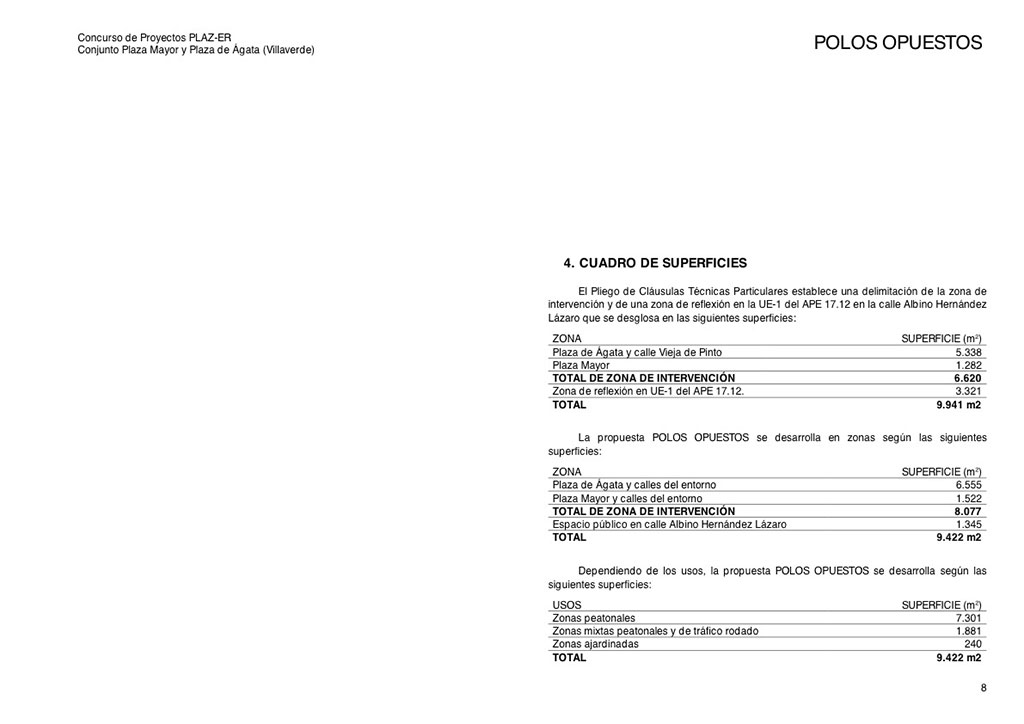 Concurso de Proyectos PLAZ-ER
Conjunto Plaza Mayor y Plaza de Ágata (Villaverde)
POLOS OPUESTOS
4. CUADRO DE SUPERFICIES
El Pliego de Cláusulas Técnicas Particulares establece una delimitación de la zona de
intervención y de una zona de reflexión en la UE-1 del APE 17.12 en la calle Albino Hernández
Lázaro que se desglosa en las siguientes superficies:
ZONA SUPERFICIE (m²)
Plaza de Ágata y calle Vieja de Pinto 5.338
Plaza Mayor 1.282
TOTAL DE ZONA DE INTERVENCIÓN 6.620
Zona de reflexión en UE-1 del APE 17.12. 3.321
TOTAL 9.941 m2
La propuesta POLOS OPUESTOS se desarrolla en zonas según las siguientes
superficies:
ZONA SUPERFICIE (m²)
Plaza de Ágata y calles del entorno 6.555
Plaza Mayor y calles del entorno 1.522
TOTAL DE ZONA DE INTERVENCIÓN 8.077
Espacio público en calle Albino Hernández Lázaro 1.345
TOTAL 9.422 m2
Dependiendo de los usos, la propuesta POLOS OPUESTOS se desarrolla según las
siguientes superficies:
USOS SUPERFICIE (m²)
Zonas peatonales 7.301
Zonas mixtas peatonales y de tráfico rodado 1.881
Zonas ajardinadas 240
TOTAL 9.422 m2
8